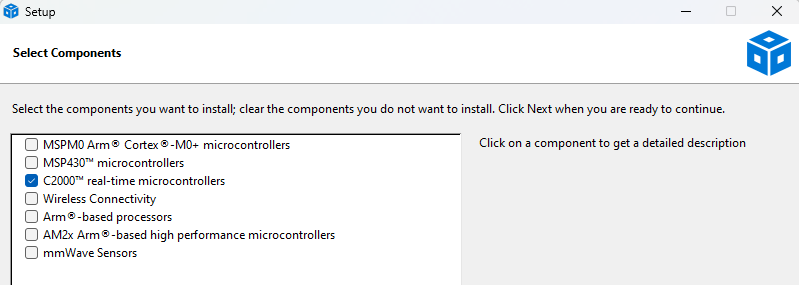 Setup
Select Components
Select the components you want to install; clear the components you do not want to install. Click Next when you are ready to continue.
MSPM0 Arm® Cortex®-M0+ microcontrollers
Click on a component to get a detailed description
MSP430™ microcontrollers
C2000™ real-time microcontrollers
Wireless Connectivity
Arm®-based processors
AM2x Arm®-based high performance microcontrollers
mmWave Sensors